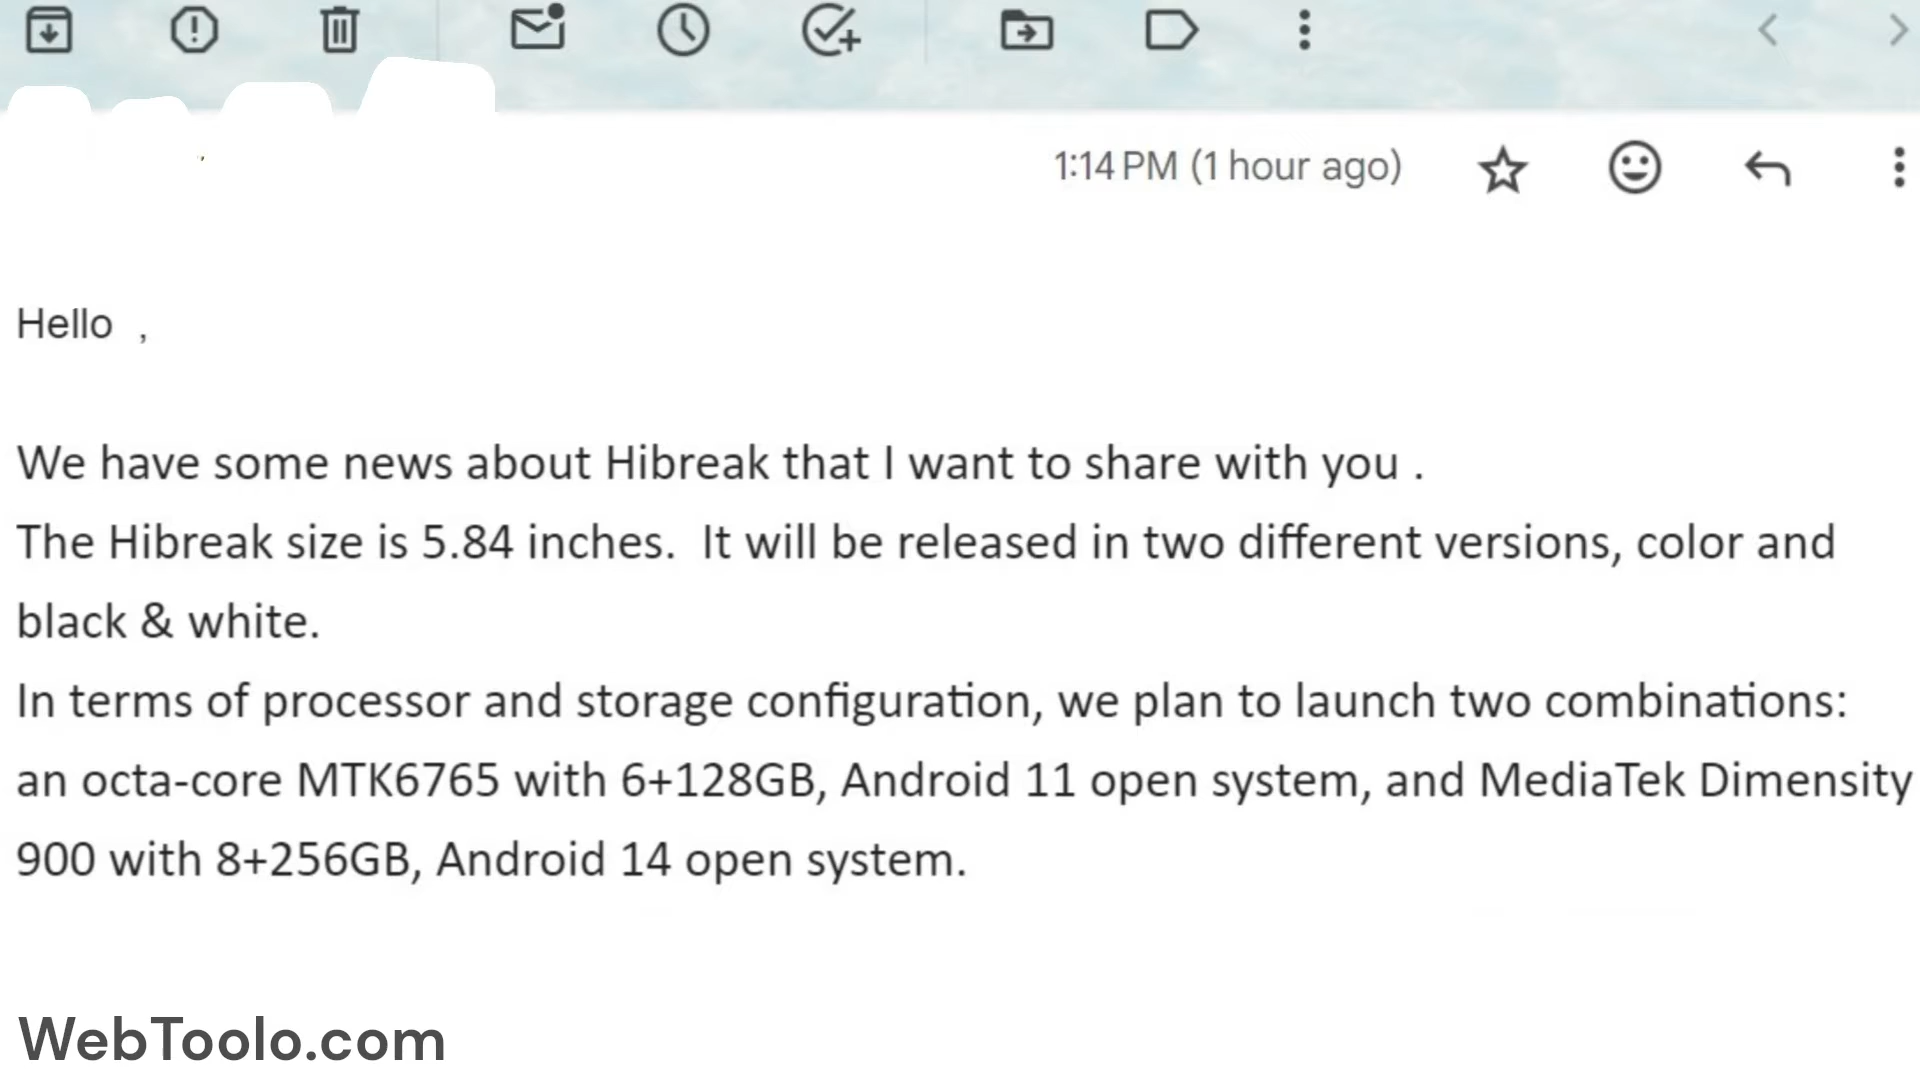 1:14 PM (1 hour ago)
Hello ,
We have some news about Hibreak that I want to share with you .
The Hibreak size is 5.84 inches. It will be released in two different versions, color and
black & white.
In terms of processor and storage configuration, we plan to launch two combinations:
an octa-core MTK6765 with 6+128GB, Android 11 open system, and MediaTek Dimensity
900 with 8+256GB, Android 14 open system.
WebToolo.com